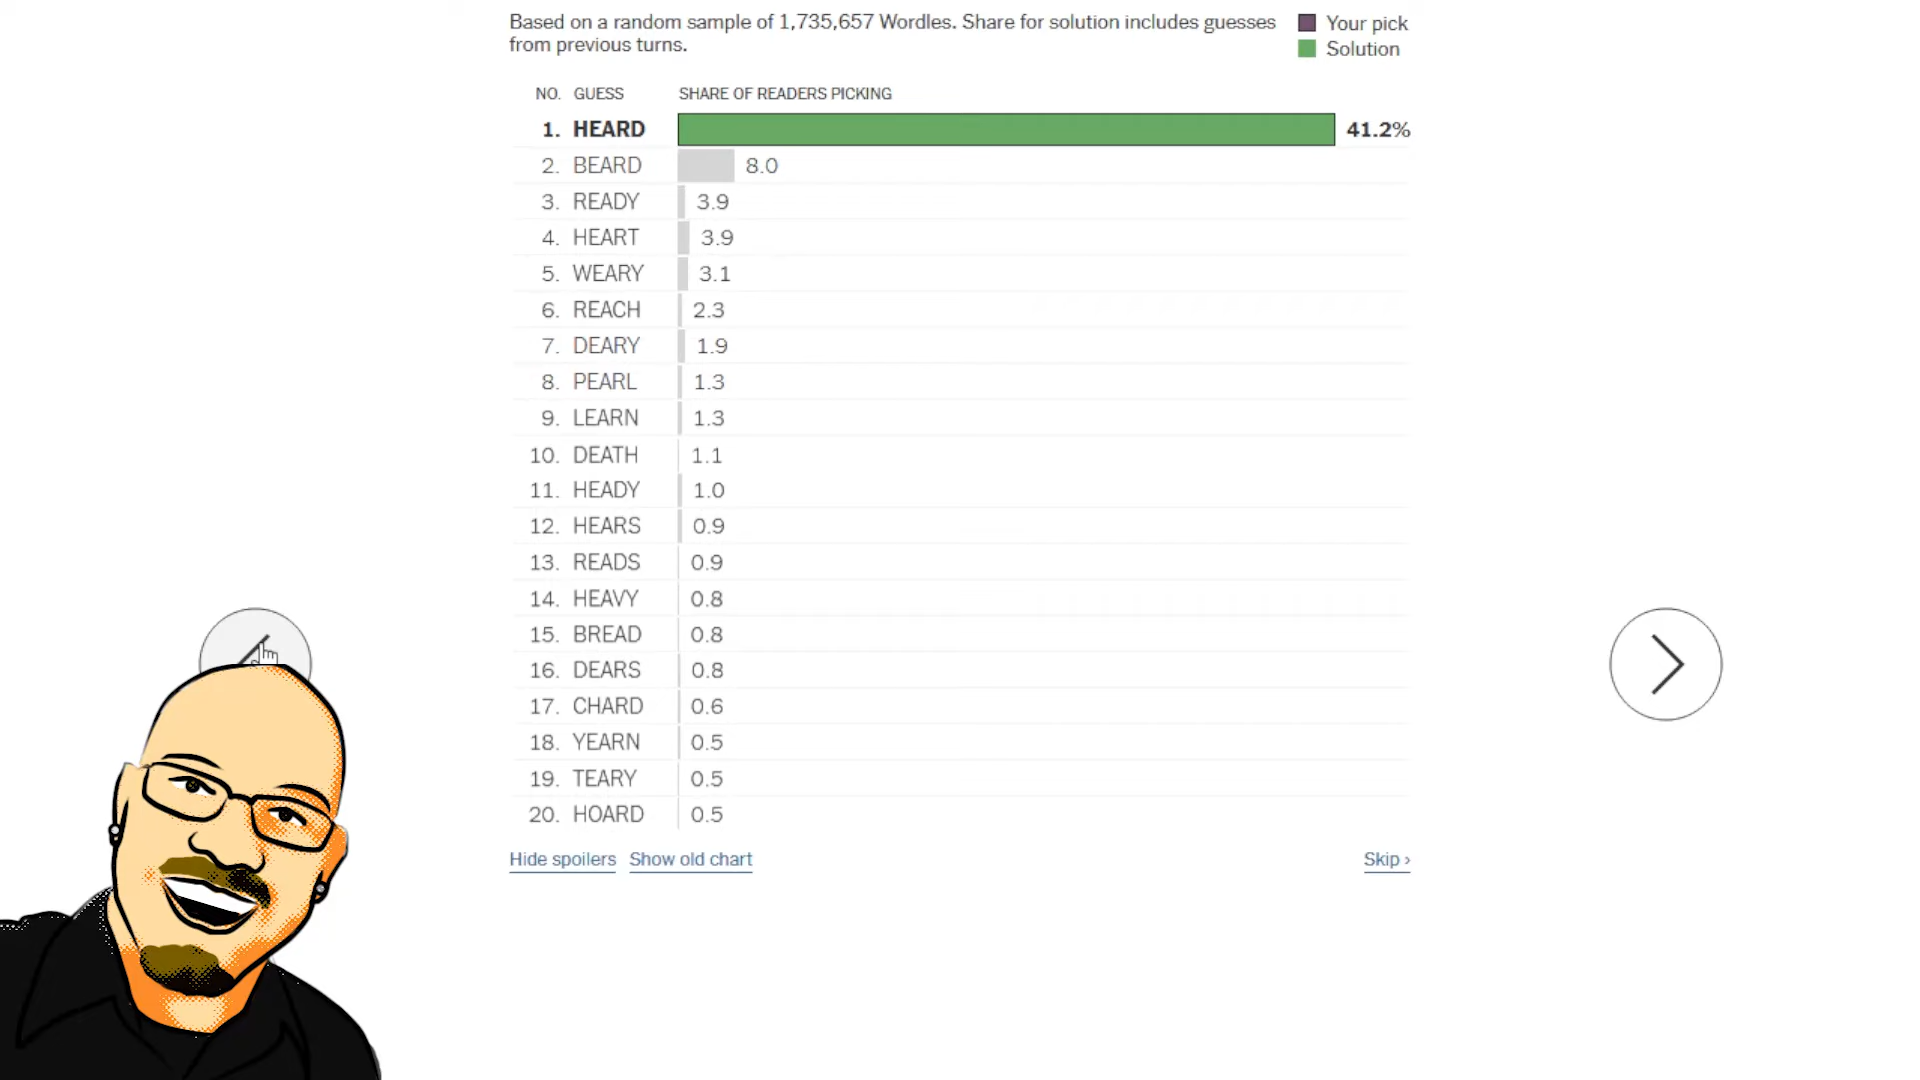 Based on a random sample of 1,735,657 Wordles. Share for solution includes guesses
from previous turns.
Your pick
Solution
NO. GUESS SHARE OF READERS PICKING
1. HEARD 41.2%
2. BEARD 8.0
3. READY 3.9
4. HEART 3.9
5. WEARY 3.1
6. REACH 2.3
7. DEARY 1.9
8. PEARL 1.3
9. LEARN 1.3
10. DEATH 1.1
11. HEADY 1.0
12. HEARS 0.9
13. READS 0.9
14. HEAVY 0.8
15. BREAD 0.8
16. DEARS 0.8
17. CHARD 0.6
18. YEARN 0.5
19. TEARY 0.5
20. HOARD 0.5
Hide spoilers Show old chart Skip ›